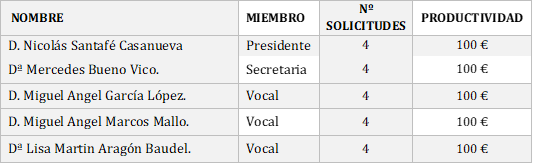 NOMBRE MIEMBRO Nº SOLICITUDES PRODUCTIVIDAD
D. Nicolás Santafé Casanueva Presidente 4 100 €
Dª Mercedes Bueno Vico. Secretaria 4 100 €
D. Miguel Angel García López. Vocal 4 100 €
D. Miguel Angel Marcos Mallo. Vocal 4 100 €
Dª Lisa Martin Aragón Baudel. Vocal 4 100 €